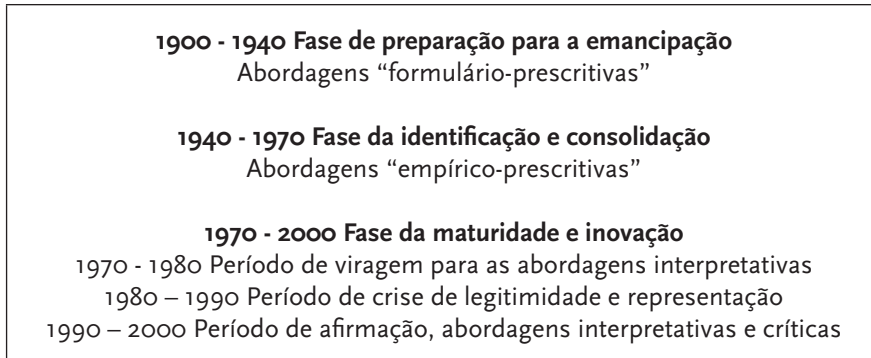 1900 - 1940 Fase de preparação para a emancipação
Abordagens “formulário-prescritivas”
1940 - 1970 Fase da identificação e consolidação
Abordagens “empírico-prescritivas”
1970 - 2000 Fase da maturidade e inovação
1970 - 1980 Período de viragem para as abordagens interpretativas
1980 – 1990 Período de crise de legitimidade e representação
1990 – 2000 Período de afirmação, abordagens interpretativas e críticas